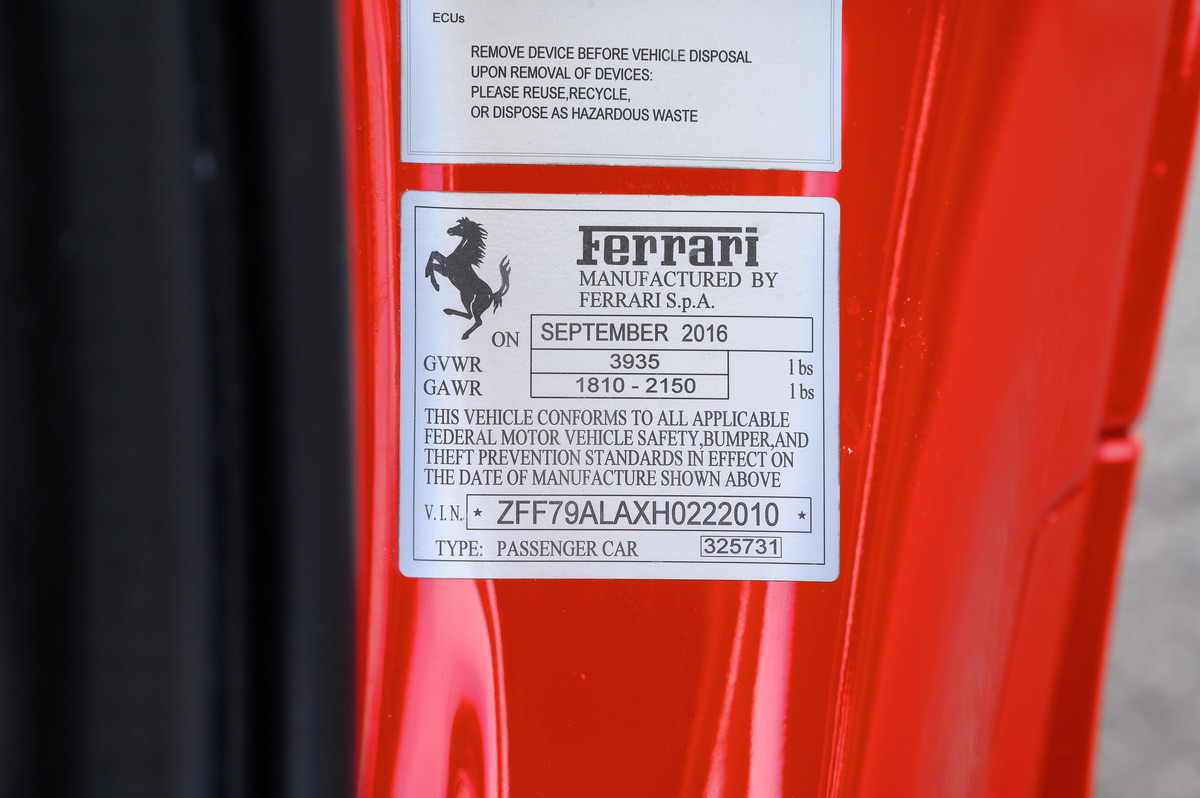 ECUs
REMOVE DEVICE BEFORE VEHICLE DISPOSAL
UPON REMOVAL OF DEVICES:
PLEASE REUSE,RECYCLE,
OR DISPOSE AS HAZARDOUS WASTE
Ferrari
MANUFACTURED BY
FERRARI S.p.A.
ON SEPTEMBER 2016
GVWR 3935 lbs
GAWR 1810 - 2150 lbs
THIS VEHICLE CONFORMS TO ALL APPLICABLE
FEDERAL MOTOR VEHICLE SAFETY,BUMPER,AND
THEFT PREVENTION STANDARDS IN EFFECT ON
THE DATE OF MANUFACTURE SHOWN ABOVE
V.I.N. ★ ZFF79ALAXH0222010 ★
TYPE: PASSENGER CAR 325731